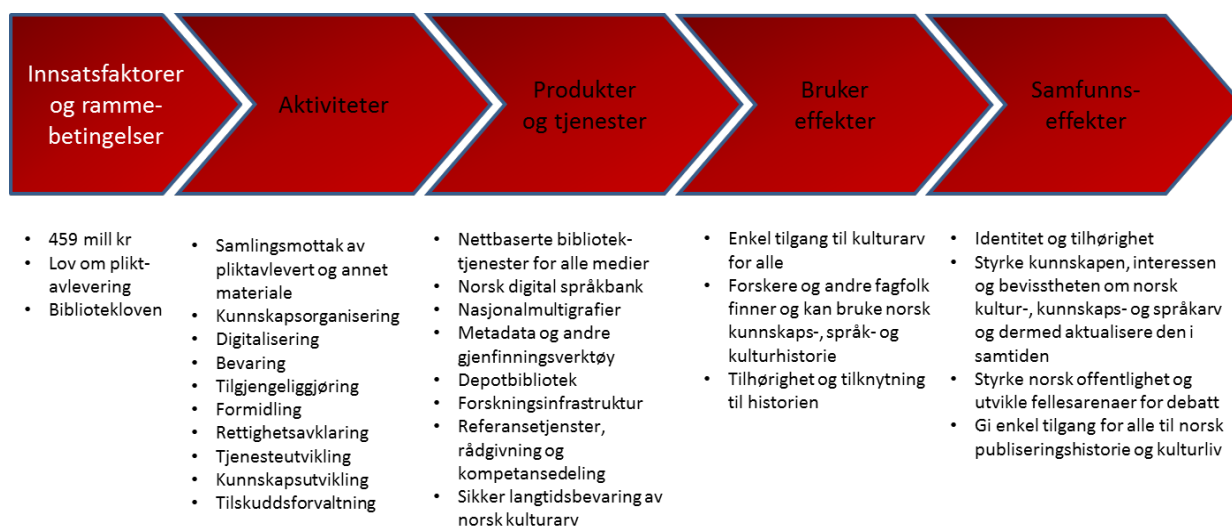 Innsatsfaktorer
og ramme-
betingelser
Aktiviteter
Produkter
og tjenester
Bruker
effekter
Samfunns-
effekter
• 459 mill kr
• Lov om plikt-
avlevering
• Bibliotekloven
• Samlingsmottak av
pliktavlevert og annet
materiale
• Kunnskapsorganisering
• Digitalisering
• Bevaring
• Tilgjengeliggjøring
• Formidling
• Rettighetsavklaring
• Tjenesteutvikling
• Kunnskapsutvikling
• Tilskuddsforvaltning
• Nettbaserte bibliotek-
tjenester for alle medier
• Norsk digital språkbank
• Nasjonalmultigrafier
• Metadata og andre
gjenfinningsverktøy
• Depotbibliotek
• Forskningsinfrastruktur
• Referansetjenster,
rådgivning og
kompetansedeling
• Sikker langtidsbevaring av
norsk kulturarv
• Enkel tilgang til kulturarv
for alle
• Forskere og andre fagfolk
finner og kan bruke norsk
kunnskaps-, språk- og
kulturhistorie
• Tilhørighet og tilknytning
til historien
• Identitet og tilhørighet
• Styrke kunnskapen, interessen
og bevisstheten om norsk
kultur-, kunnskaps- og språkarv
og dermed aktualisere den i
samtiden
• Styrke norsk offentlighet og
utvikle fellesarenaer for debatt
• Gi enkel tilgang for alle til norsk
publiseringshistorie og kulturliv